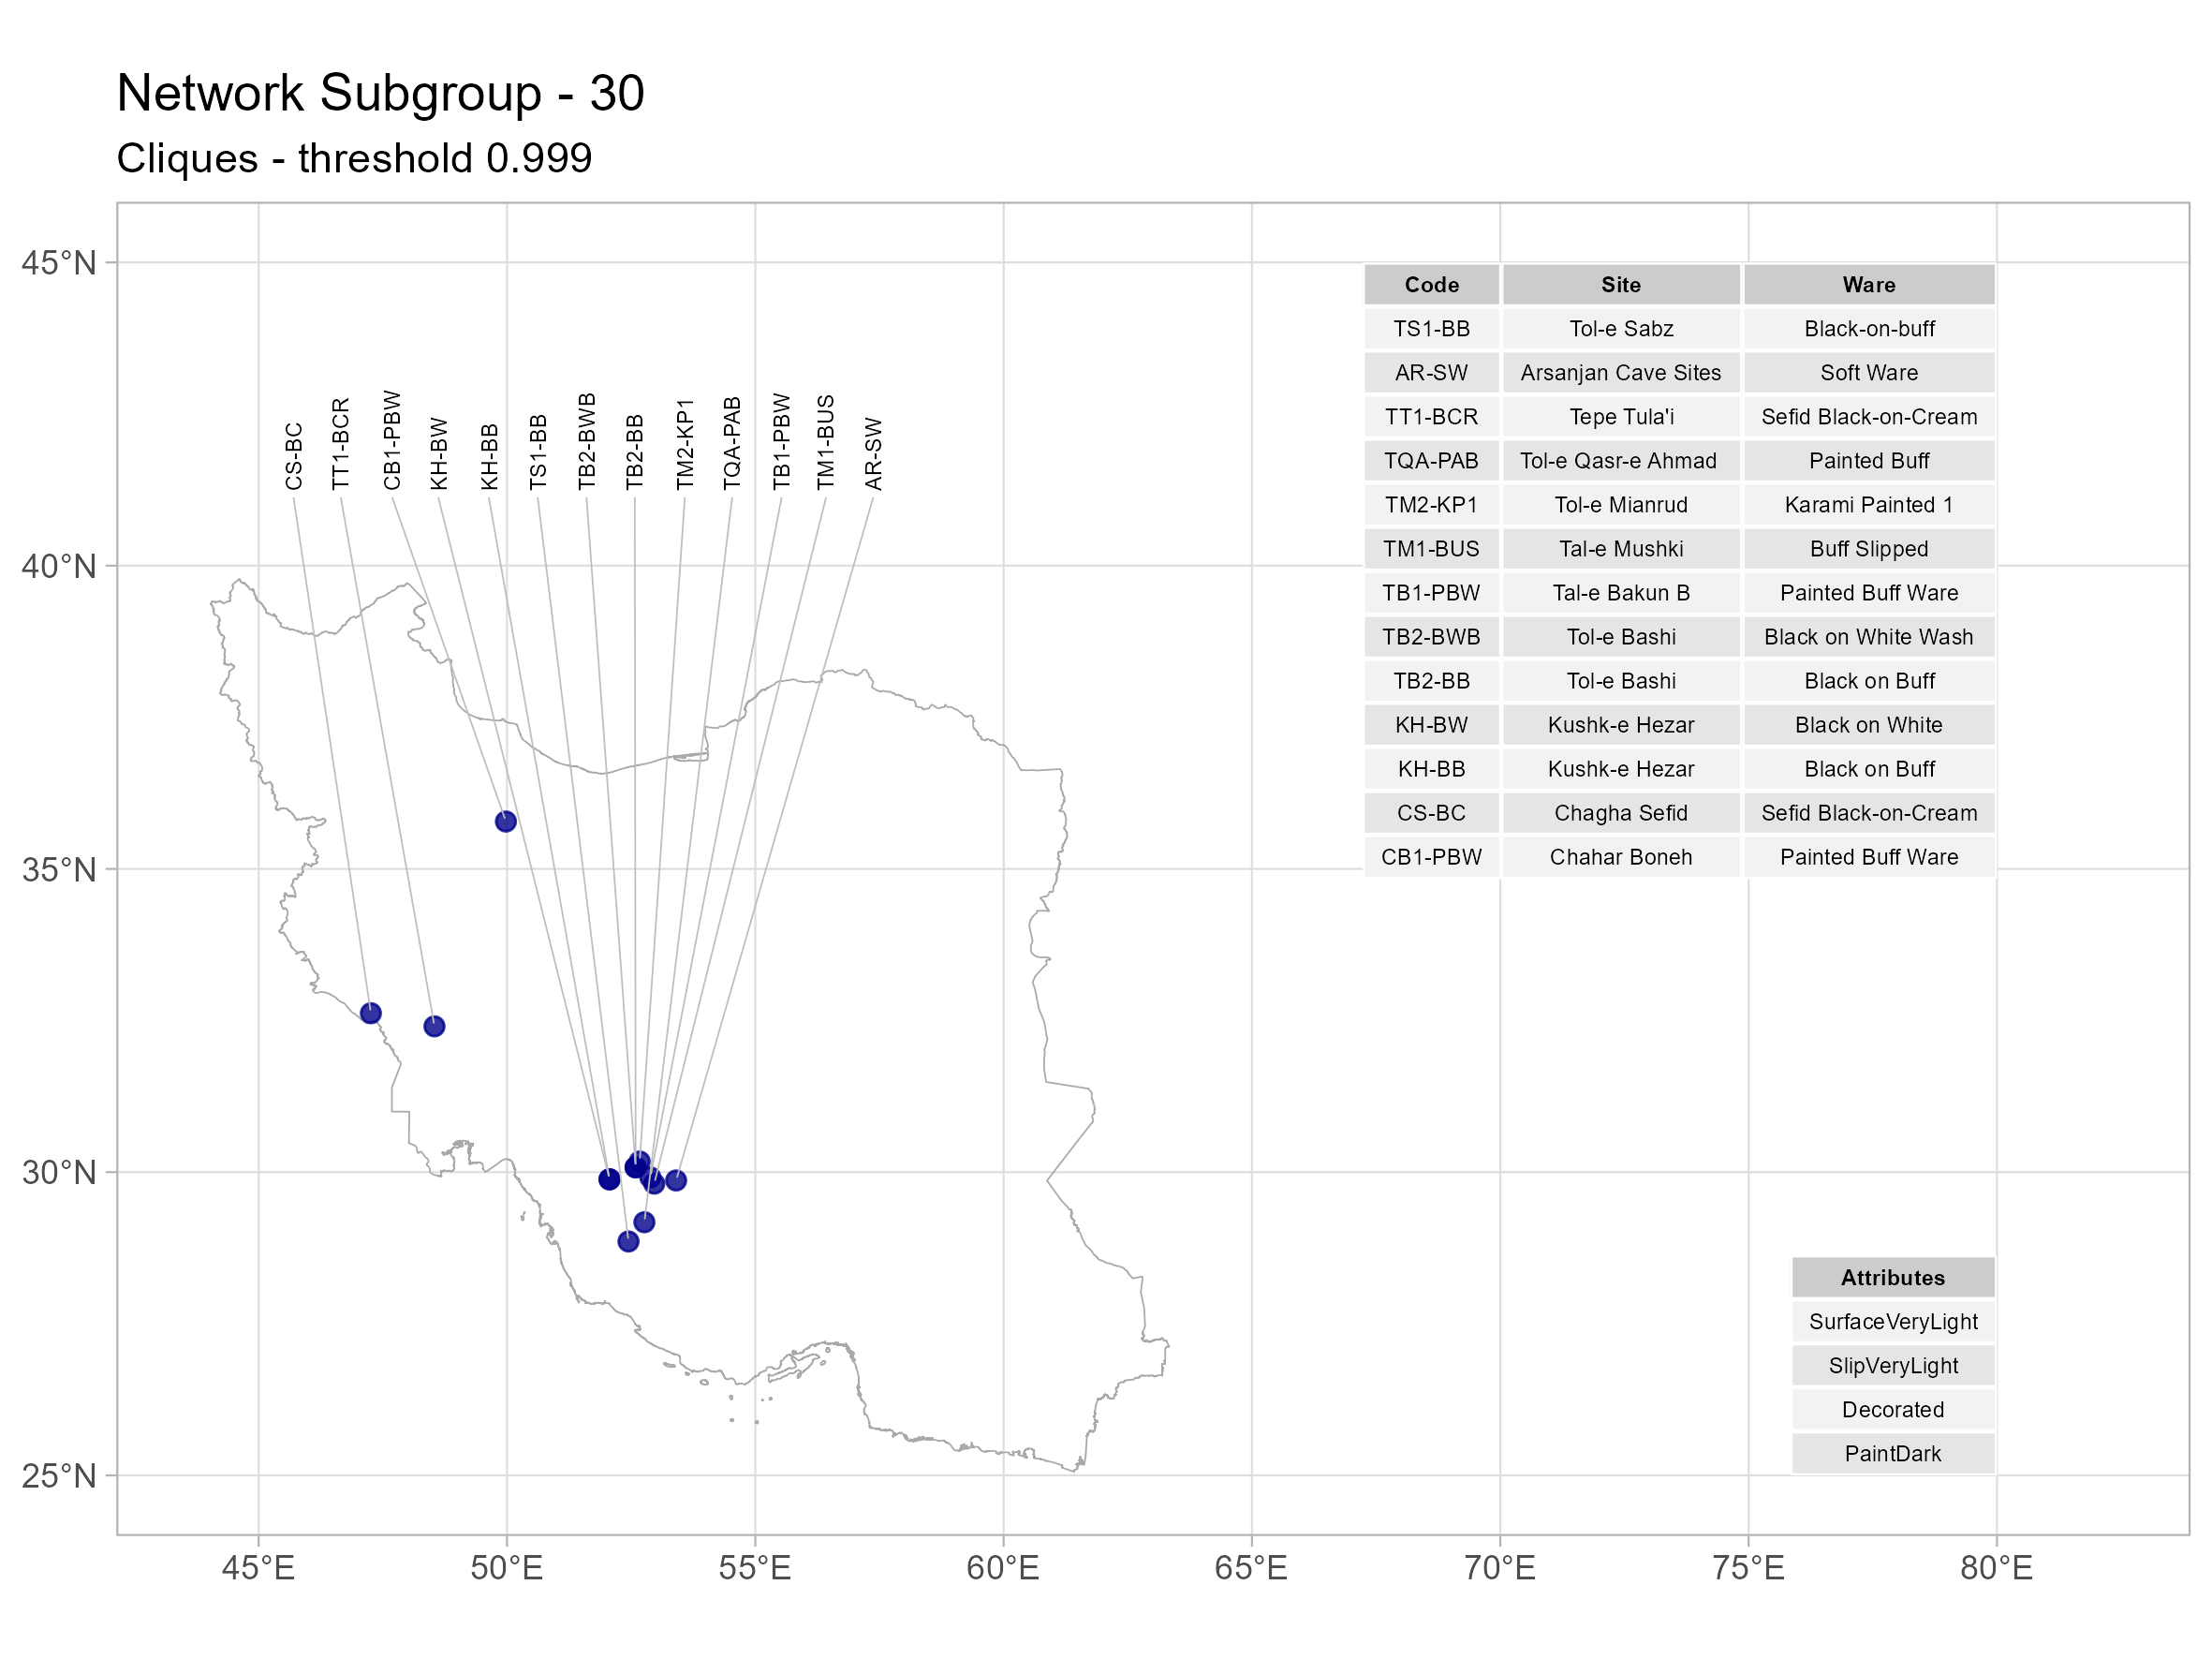 Network Subgroup - 30
Cliques - threshold 0.999
45°N
40°N
35°N
30°N
25°N
45°E
50°E
55°E
60°E
65°E
70°E
75°E
80°E
CS-BC
TT1-BCR
CB1-PBW
KH-BW
KH-BB
TS1-BB
TB2-BWB
TB2-BB
TM2-KP1
TQA-PAB
TB1-PBW
TM1-BUS
AR-SW
Code Site Ware
TS1-BB Tol-e Sabz Black-on-buff
AR-SW Arsanjan Cave Sites Soft Ware
TT1-BCR Tepe Tula'i Sefid Black-on-Cream
TQA-PAB Tol-e Qasr-e Ahmad Painted Buff
TM2-KP1 Tol-e Mianrud Karami Painted 1
TM1-BUS Tal-e Mushki Buff Slipped
TB1-PBW Tal-e Bakun B Painted Buff Ware
TB2-BWB Tol-e Bashi Black on White Wash
TB2-BB Tol-e Bashi Black on Buff
KH-BW Kushk-e Hezar Black on White
KH-BB Kushk-e Hezar Black on Buff
CS-BC Chagha Sefid Sefid Black-on-Cream
CB1-PBW Chahar Boneh Painted Buff Ware
Attributes
SurfaceVeryLight
SlipVeryLight
Decorated
PaintDark